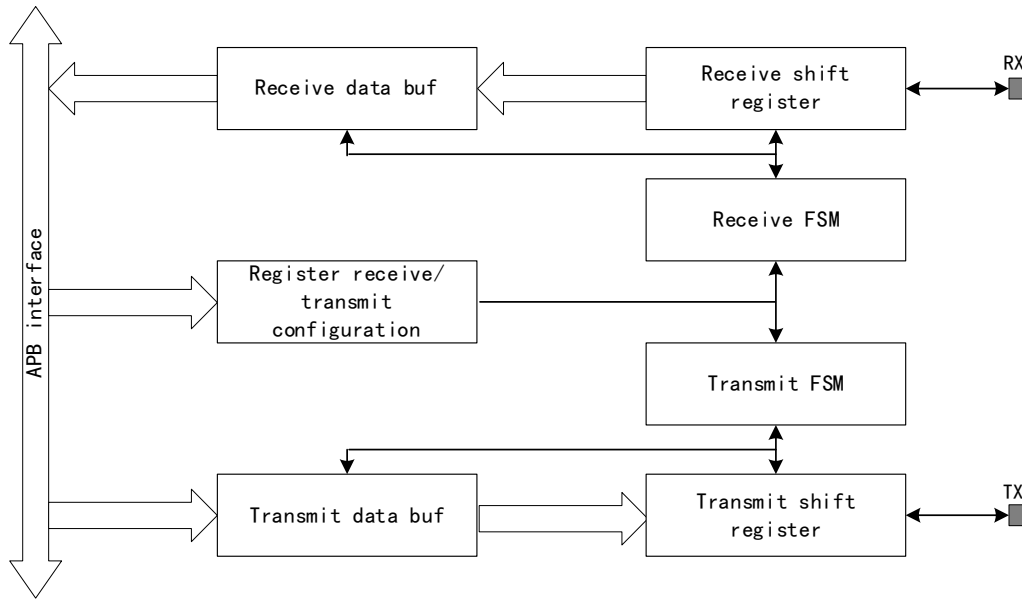 RX
Receive data buf
Receive shift
register
Receive FSM
APB interface
Register receive/
transmit
configuration
Transmit FSM
TX
Transmit data buf
Transmit shift
register